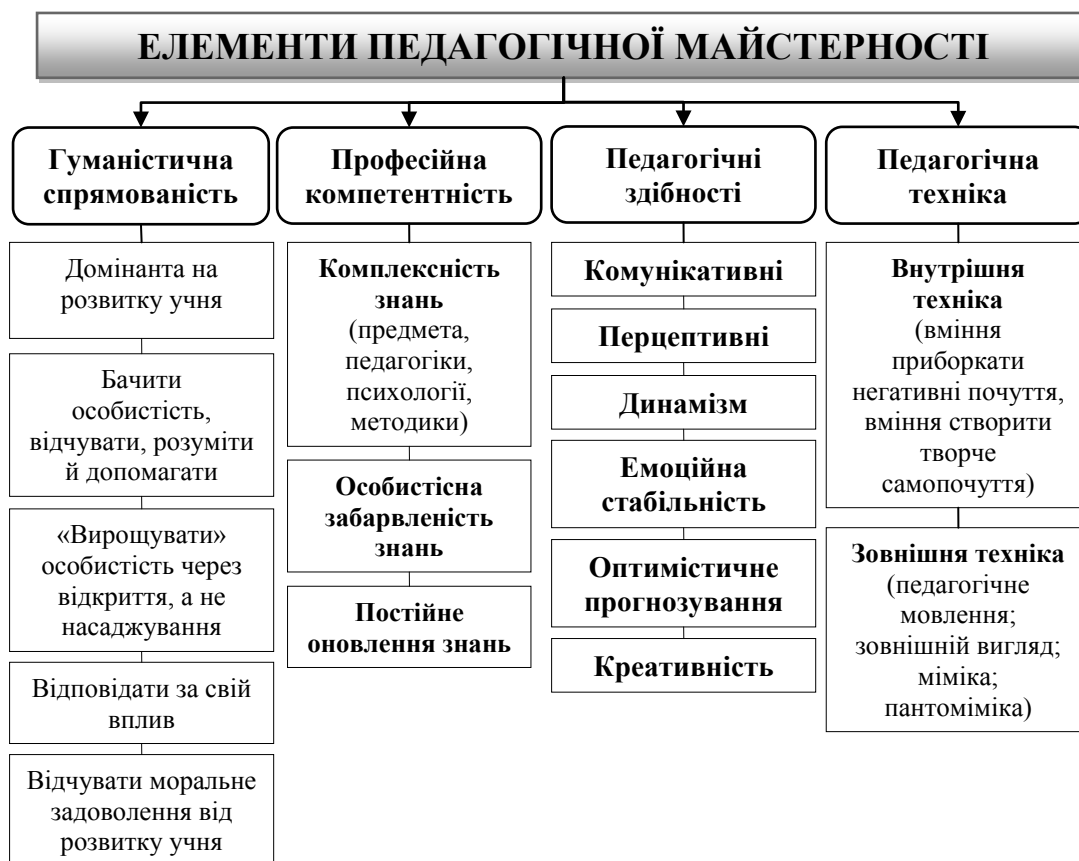 ЕЛЕМЕНТИ ПЕДАГОГІЧНОЇ МАЙСТЕРНОСТІ
Гуманістична
спрямованість
Домінанта на
розвитку учня
Бачити
особистість,
відчувати, розуміти
й допомагати
«Вирощувати»
особистість через
відкриття, а не
насаджування
Відповідати за свій
вплив
Відчувати моральне
задоволення від
розвитку учня
Професійна
компетентність
Комплексність
знань
(предмета,
педагогіки,
психології,
методики)
Особистісна
забарвленість
знань
Постійне
оновлення знань
Педагогічні
здібності
Комунікативні
Перцептивні
Динамізм
Емоційна
стабільність
Оптимістичне
прогнозування
Креативність
Педагогічна
техніка
Внутрішня
техніка
(вміння
приборкати
негативні почуття,
вміння створити
творче
самопочуття)
Зовнішня техніка
(педагогічне
мовлення;
зовнішній вигляд;
міміка;
пантоміміка)